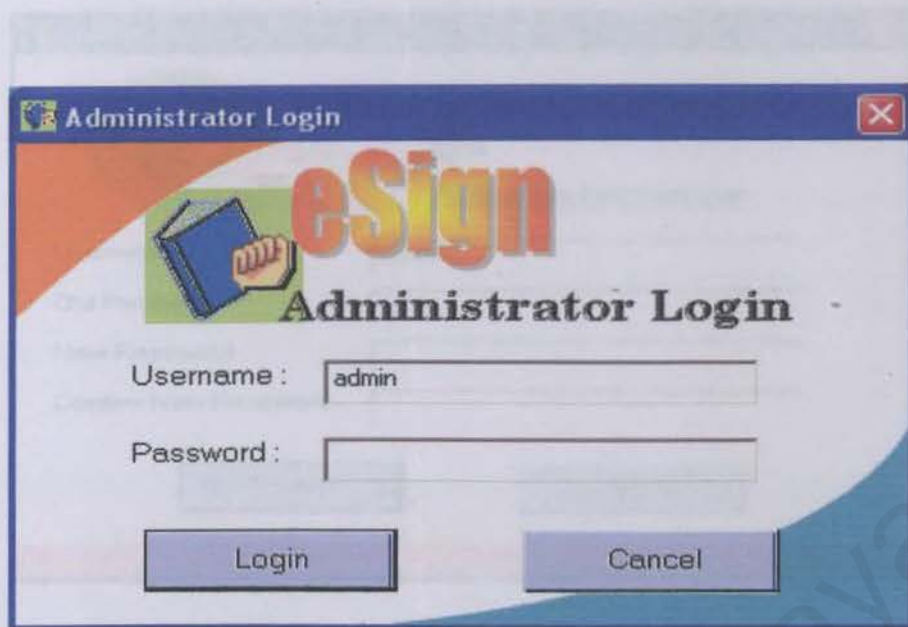 Administrator Login
eSign
Administrator Login
Username :
admin
Password :
Login
Cancel